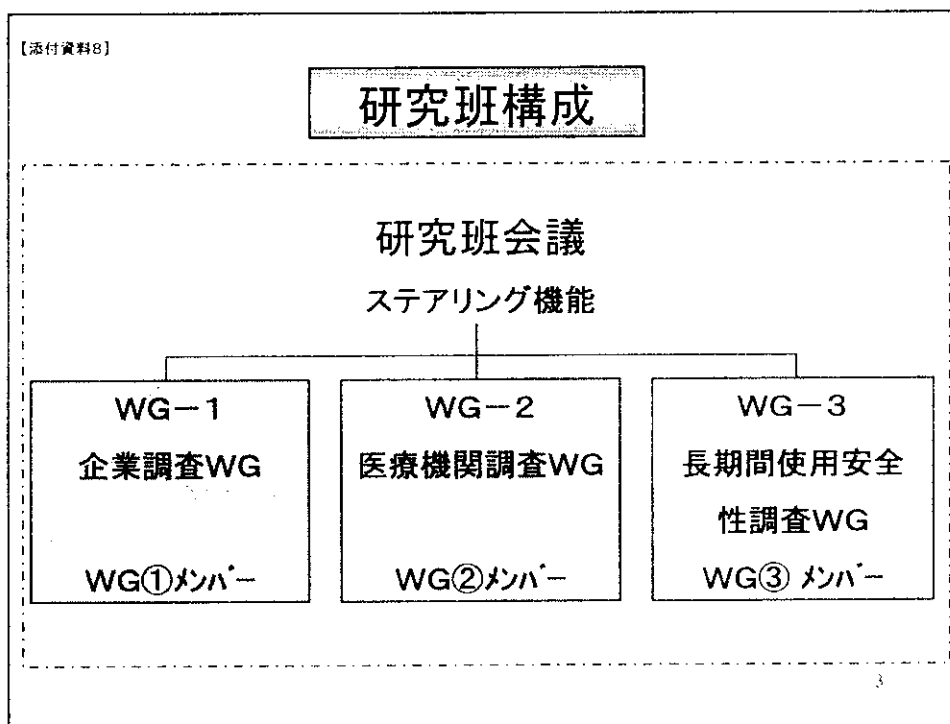 【添付資料8】
研究班構成
研究班会議
ステアリング機能
WG－1
企業調査WG
WG①ﾒﾝﾊﾞｰ
WG－2
医療機関調査WG
WG②ﾒﾝﾊﾞｰ
WG－3
長期間使用安全
性調査WG
WG③ ﾒﾝﾊﾞｰ
3